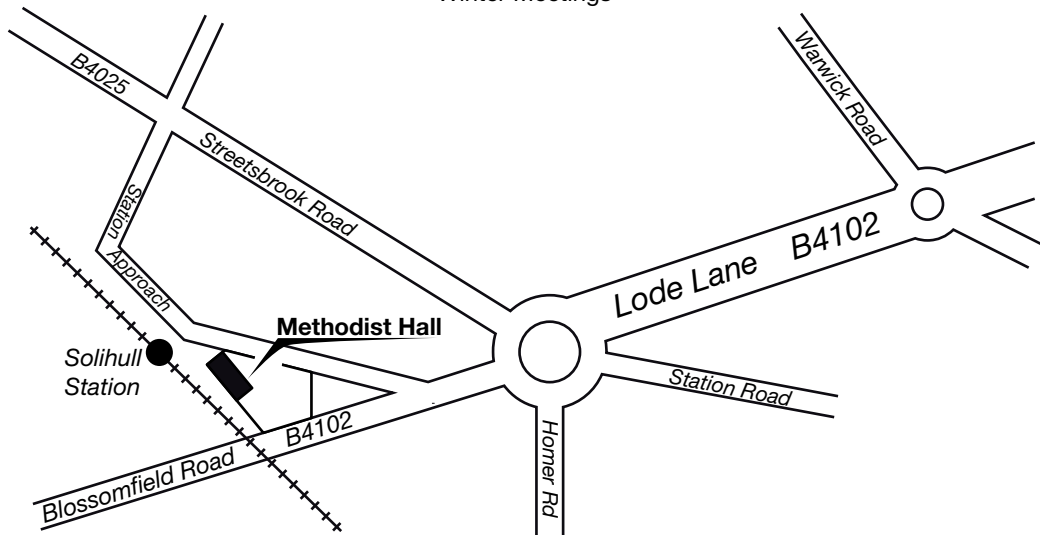 Winter Meetings
B4025
Warwick Road
Streetsbrook Road
Station
Approach
Lode Lane B4102
Methodist Hall
Solihull
Station
Station Road
B4102
Blossomfield Road
Homer Rd